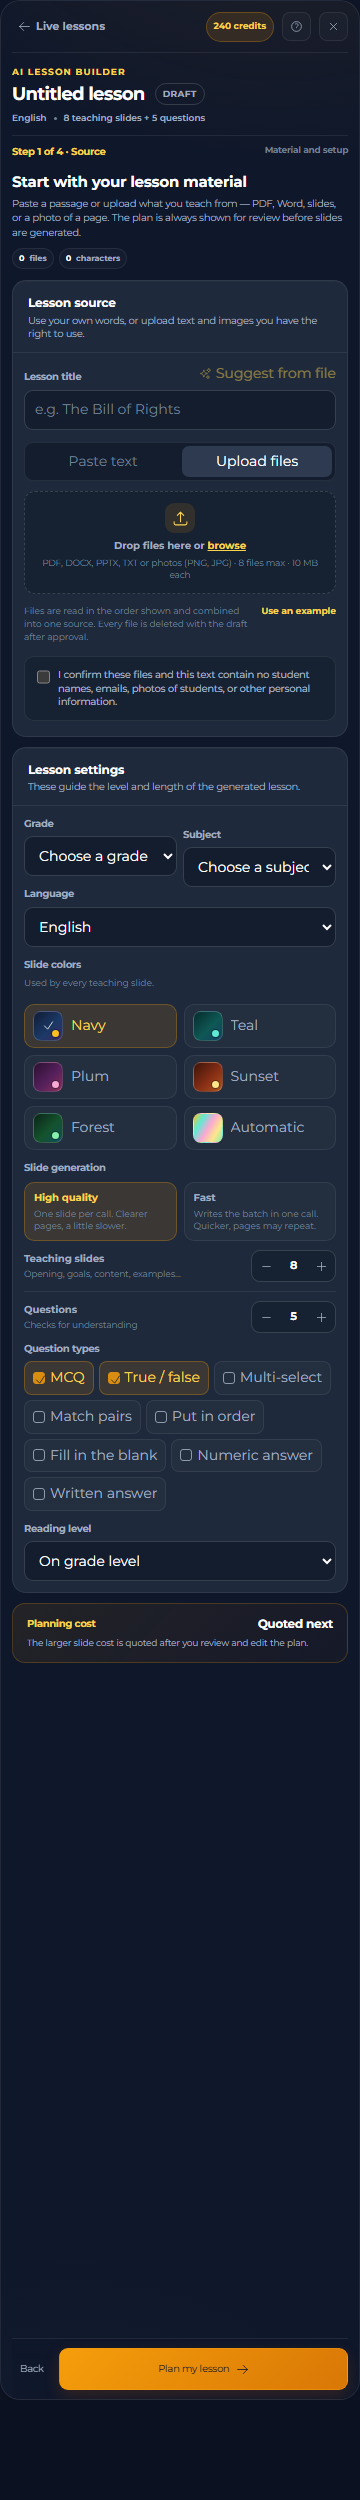 Live lessons
240 credits
AI LESSON BUILDER
Untitled lesson
DRAFT
English • 8 teaching slides + 5 questions
Step 1 of 4 · Source
Material and setup
Start with your lesson material
Paste a passage or upload what you teach from — PDF, Word, slides,
or a photo of a page. The plan is always shown for review before slides
are generated.
0 files
0 characters
Lesson source
Use your own words, or upload text and images you have the
right to use.
Lesson title
Suggest from file
e.g. The Bill of Rights
Paste text
Upload files
Drop files here or browse
PDF, DOCX, PPTX, TXT or photos (PNG, JPG) · 8 files max · 10 MB
each
Files are read in the order shown and combined
into one source. Every file is deleted with the draft
after approval.
Use an example
I confirm these files and this text contain no student
names, emails, photos of students, or other personal
information.
Lesson settings
These guide the level and length of the generated lesson.
Grade
Subject
Choose a grade
Choose a subjec
Language
English
Slide colors
Used by every teaching slide.
Navy
Teal
Plum
Sunset
Forest
Automatic
Slide generation
High quality
One slide per call. Clearer
pages, a little slower.
Fast
Writes the batch in one call.
Quicker, pages may repeat.
Teaching slides
Opening, goals, content, examples…
− 8 +
Questions
Checks for understanding
− 5 +
Question types
MCQ
True / false
Multi-select
Match pairs
Put in order
Fill in the blank
Numeric answer
Written answer
Reading level
On grade level
Planning cost
Quoted next
The larger slide cost is quoted after you review and edit the plan.
Back
Plan my lesson